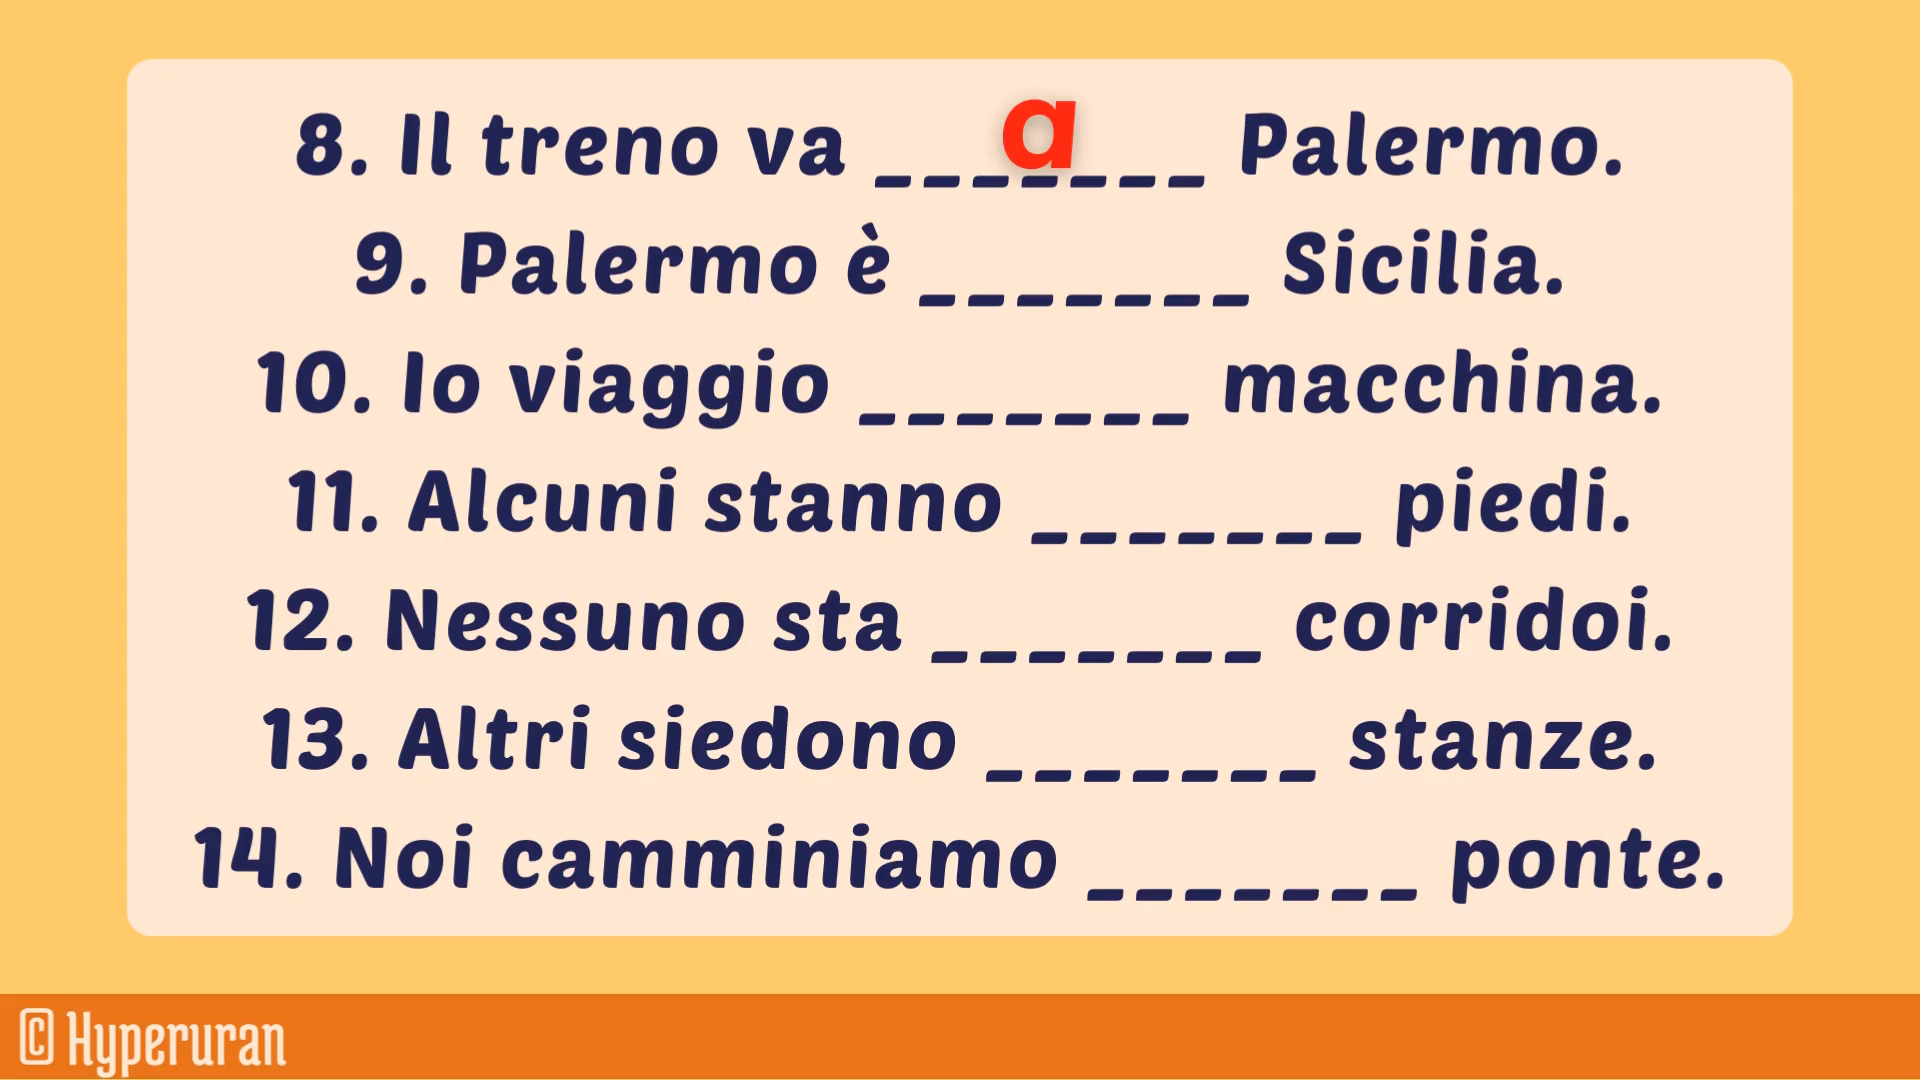 8. Il treno va ___a___ Palermo.
9. Palermo è _______ Sicilia.
10. Io viaggio _______ macchina.
11. Alcuni stanno _______ piedi.
12. Nessuno sta _______ corridoi.
13. Altri siedono _______ stanze.
14. Noi camminiamo _______ ponte.
© Hyperuran